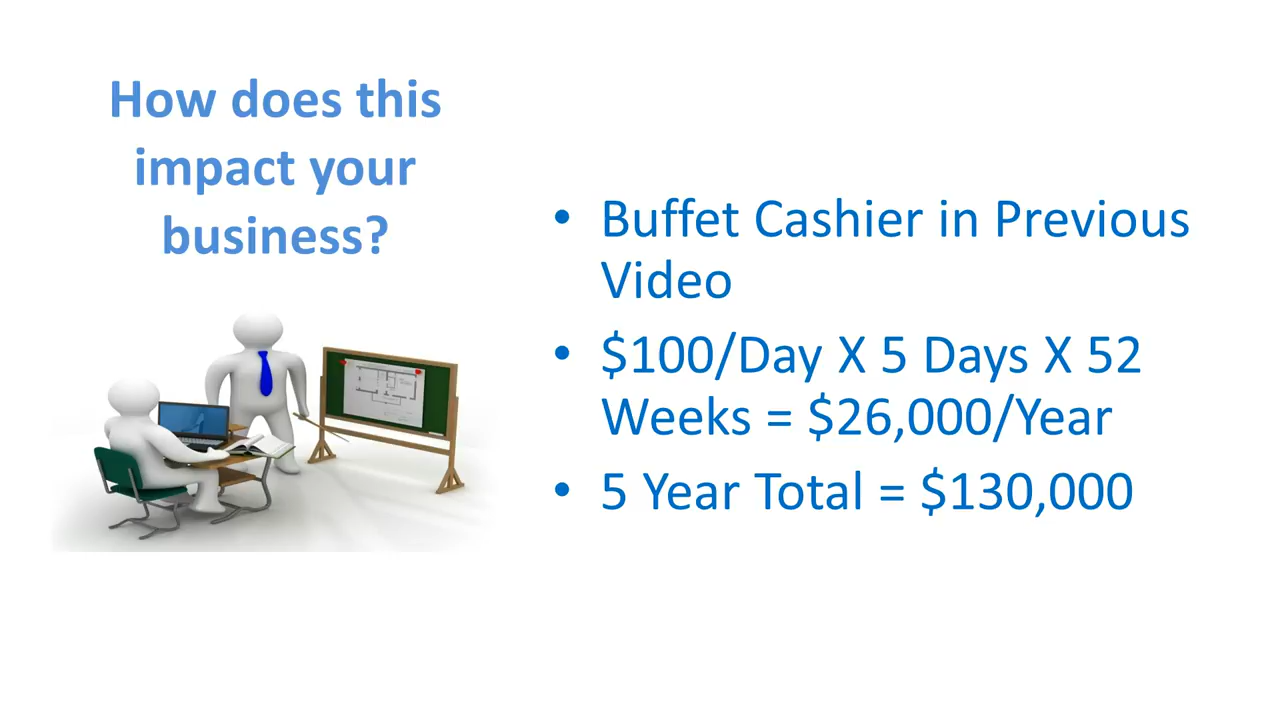 How does this
impact your
business?
• Buffet Cashier in Previous
Video
• $100/Day X 5 Days X 52
Weeks = $26,000/Year
• 5 Year Total = $130,000